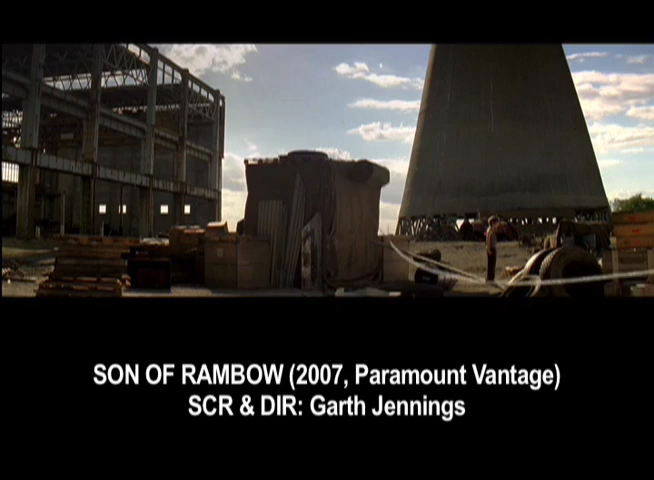 SON OF RAMBOW (2007, Paramount Vantage)
SCR & DIR: Garth Jennings